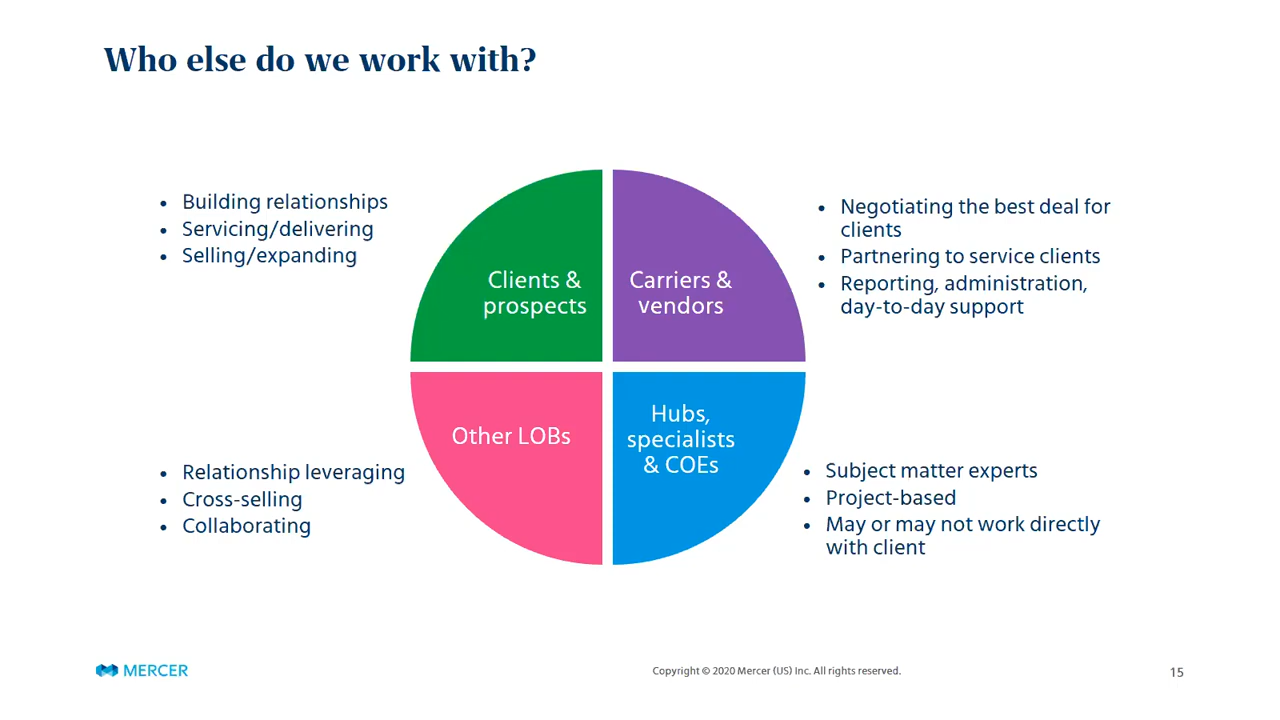 Who else do we work with?
• Building relationships
• Servicing/delivering
• Selling/expanding
Clients &
prospects
Carriers &
vendors
• Negotiating the best deal for
clients
• Partnering to service clients
• Reporting, administration,
day-to-day support
Other LOBs
Hubs,
specialists
& COEs
• Relationship leveraging
• Cross-selling
• Collaborating
• Subject matter experts
• Project-based
• May or may not work directly
with client
MERCER
Copyright © 2020 Mercer (US) Inc. All rights reserved.
15